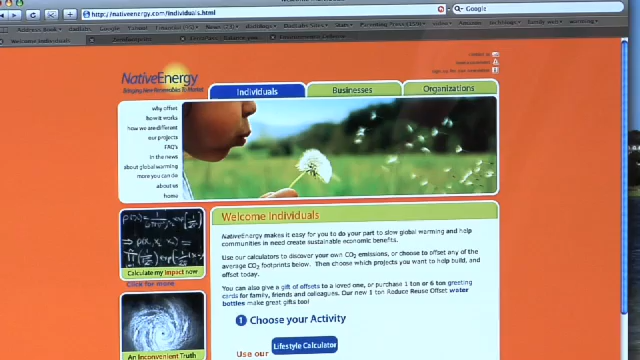 http://nativeenergy.com/individuals.html
Google
Welcome Individuals
NativeEnergy
Bringing New Renewables To Market
Individuals
Businesses
Organizations
why offset
how it works
how we are different
our projects
FAQ's
in the news
about global warming
more you can do
about us
home
Calculate my impact now
Click for more
An Inconvenient Truth
Welcome Individuals
NativeEnergy makes it easy for you to do your part to slow global warming and help
communities in need create sustainable economic benefits.
Use our calculators to discover your own CO2 emissions, or choose to offset any of the
average CO2 footprints below. Then choose which projects you want to help build, and
offset today.
You can also give a gift of offsets to a loved one, or purchase 1 ton or 6 ton greeting
cards for family, friends and colleagues. Our new 1 ton Reduce Reuse Offset water
bottles make great gifts too!
1 Choose your Activity
Use our Lifestyle Calculator